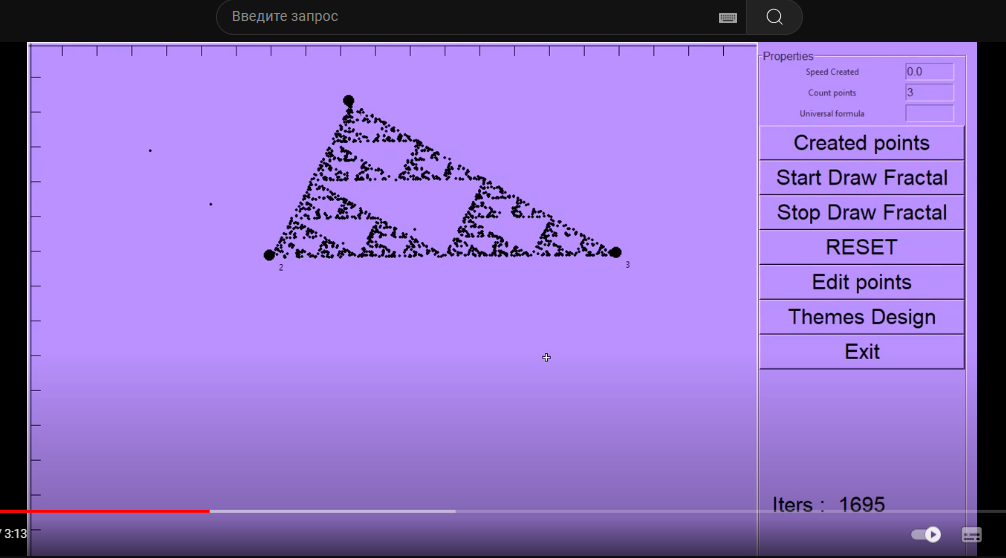 Введите запрос
Properties
Speed Created 0.0
Count points 3
Universal formula
Created points
Start Draw Fractal
Stop Draw Fractal
RESET
Edit points
Themes Design
Exit
2
3
Iters : 1695
/ 3:13